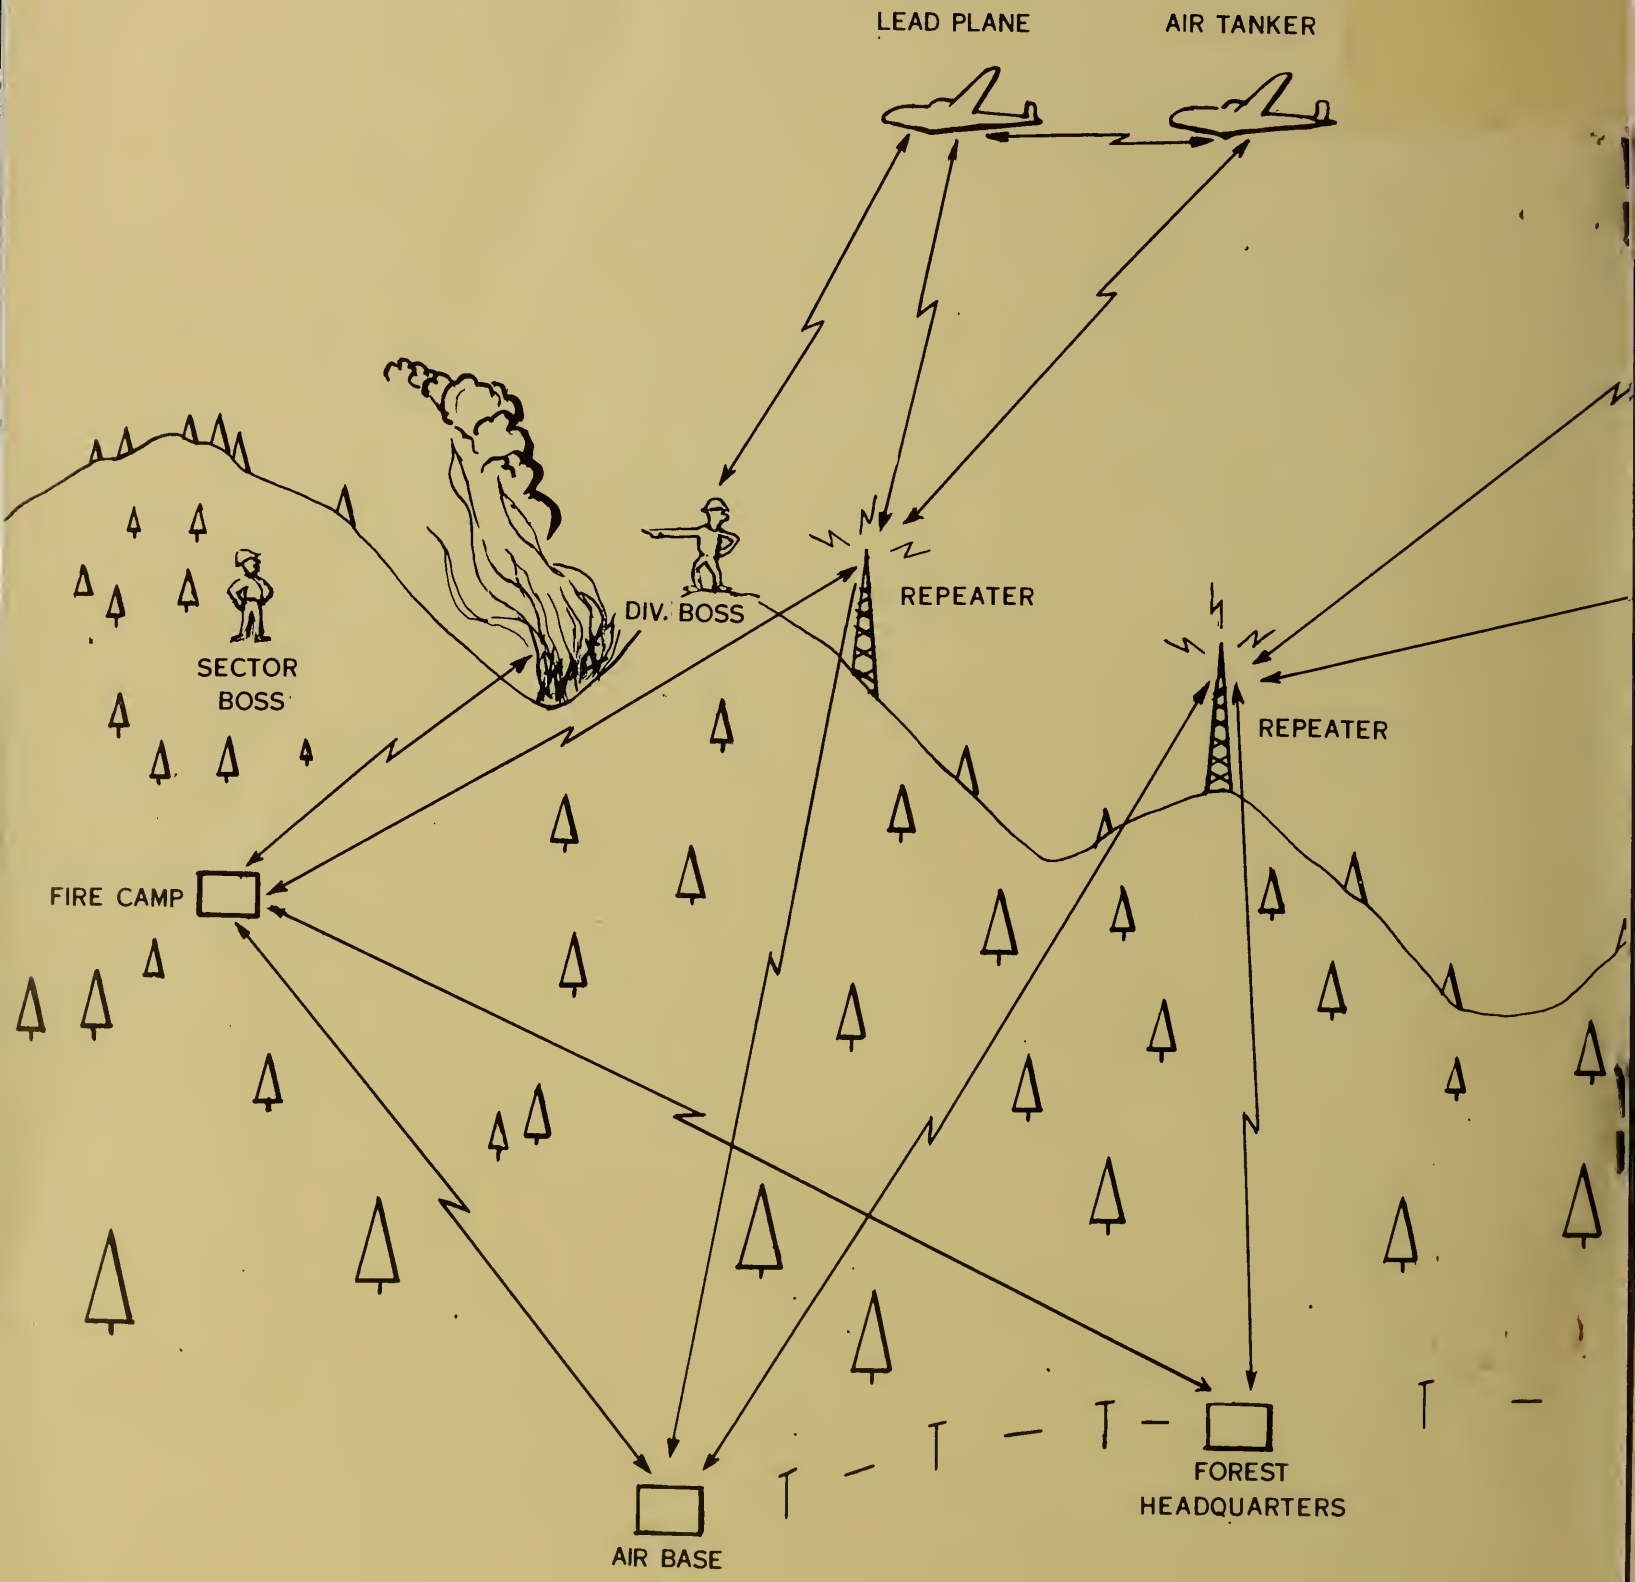 LEAD PLANE
AIR TANKER
DIV. BOSS
REPEATER
SECTOR
BOSS
REPEATER
FIRE CAMP
FOREST
HEADQUARTERS
AIR BASE